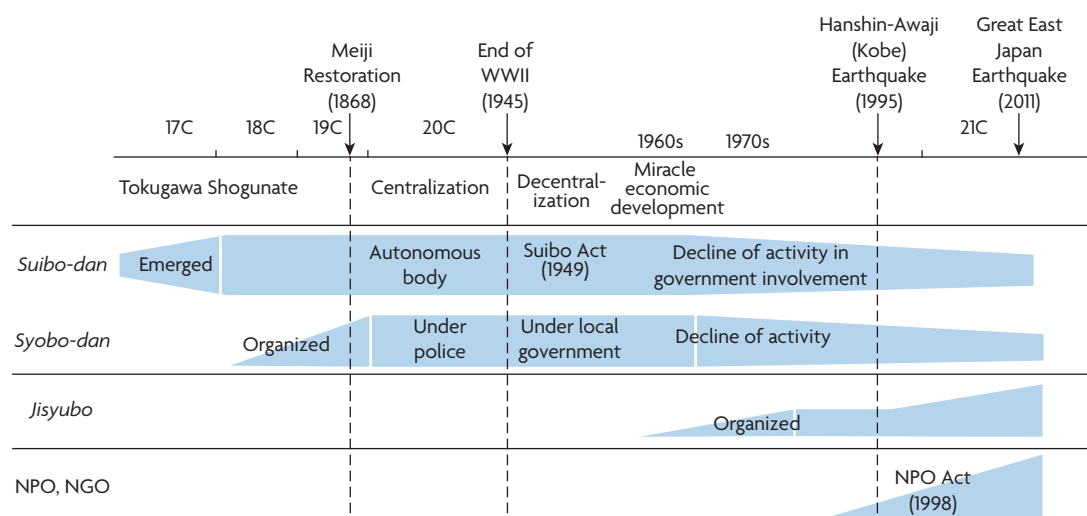 Meiji
Restoration
(1868)
End of
WWII
(1945)
Hanshin-Awaji
(Kobe)
Earthquake
(1995)
Great East
Japan
Earthquake
(2011)
17C
18C
19C
20C
1960s
1970s
21C
Tokugawa Shogunate
Centralization
Decentral-
ization
Miracle
economic
development
Suibo-dan
Emerged
Autonomous
body
Suibo Act
(1949)
Decline of activity in
government involvement
Syobo-dan
Organized
Under
police
Under local
government
Decline of activity
Jisyubo
Organized
NPO, NGO
NPO Act
(1998)